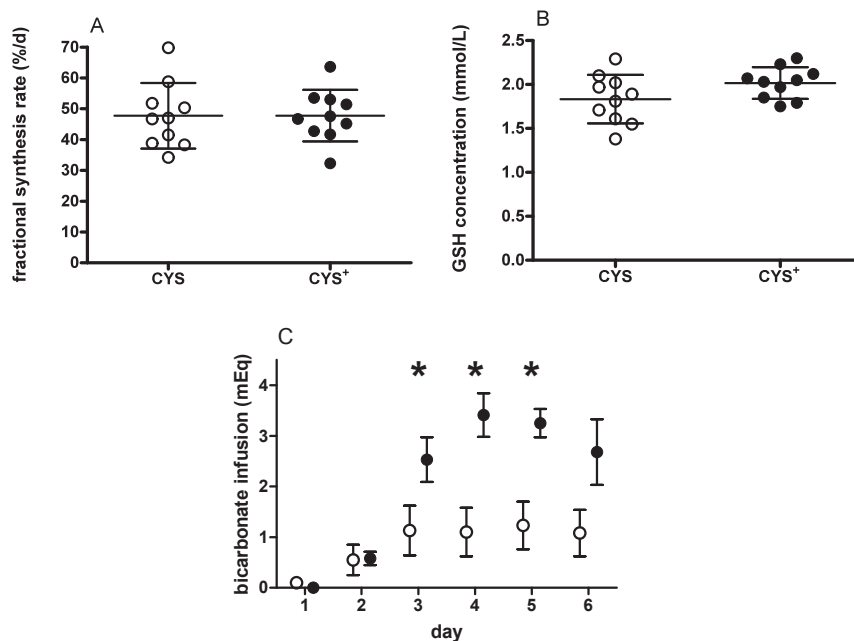 A
fractional synthesis rate (%/d)
70
60
50
40
30
20
10
0
CYS
CYS⁺
B
GSH concentration (mmol/L)
2.5
2.0
1.5
1.0
0.5
0.0
CYS
CYS⁺
C
bicarbonate infusion (mEq)
* * *
4
3
2
1
0
1 2 3 4 5 6
day